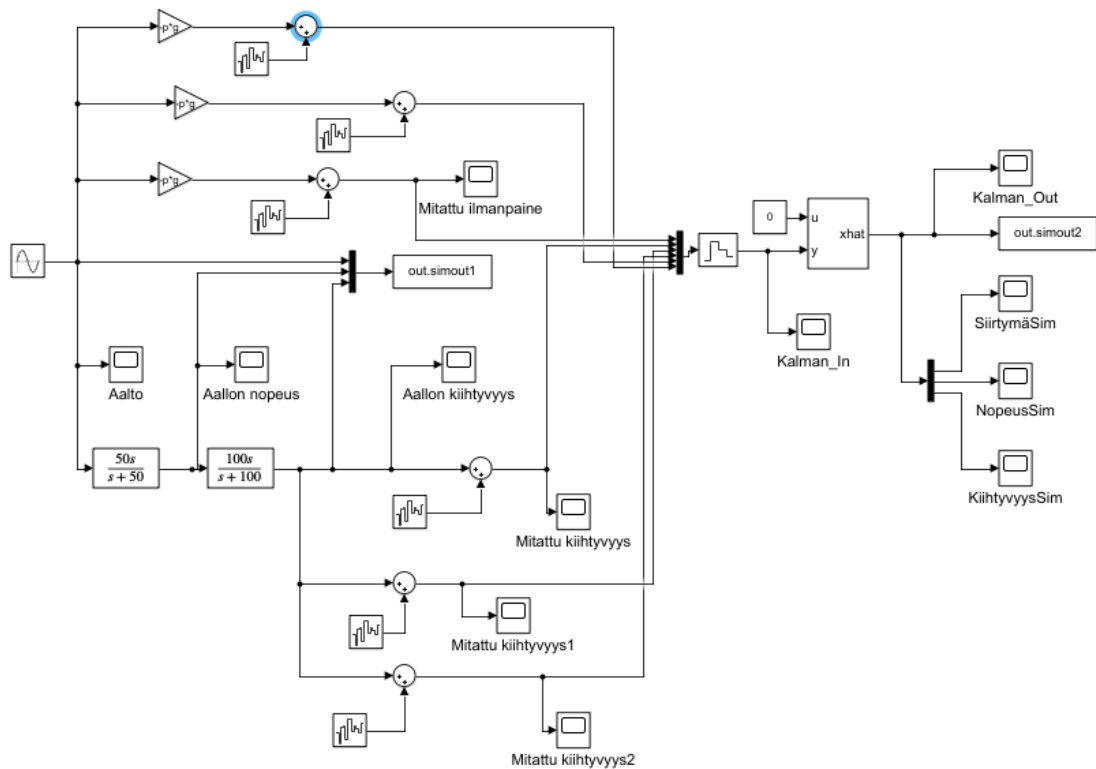 -p*g
-p*g
-p*g
Mitattu ilmanpaine
out.simout1
Aalto
Aallon nopeus
Aallon kiihtyvyys
50s
s + 50
100s
s + 100
Mitattu kiihtyvyys
Mitattu kiihtyvyys1
Mitattu kiihtyvyys2
0
u
y
xhat
Kalman_In
Kalman_Out
out.simout2
SiirtymäSim
NopeusSim
KiihtyvyysSim